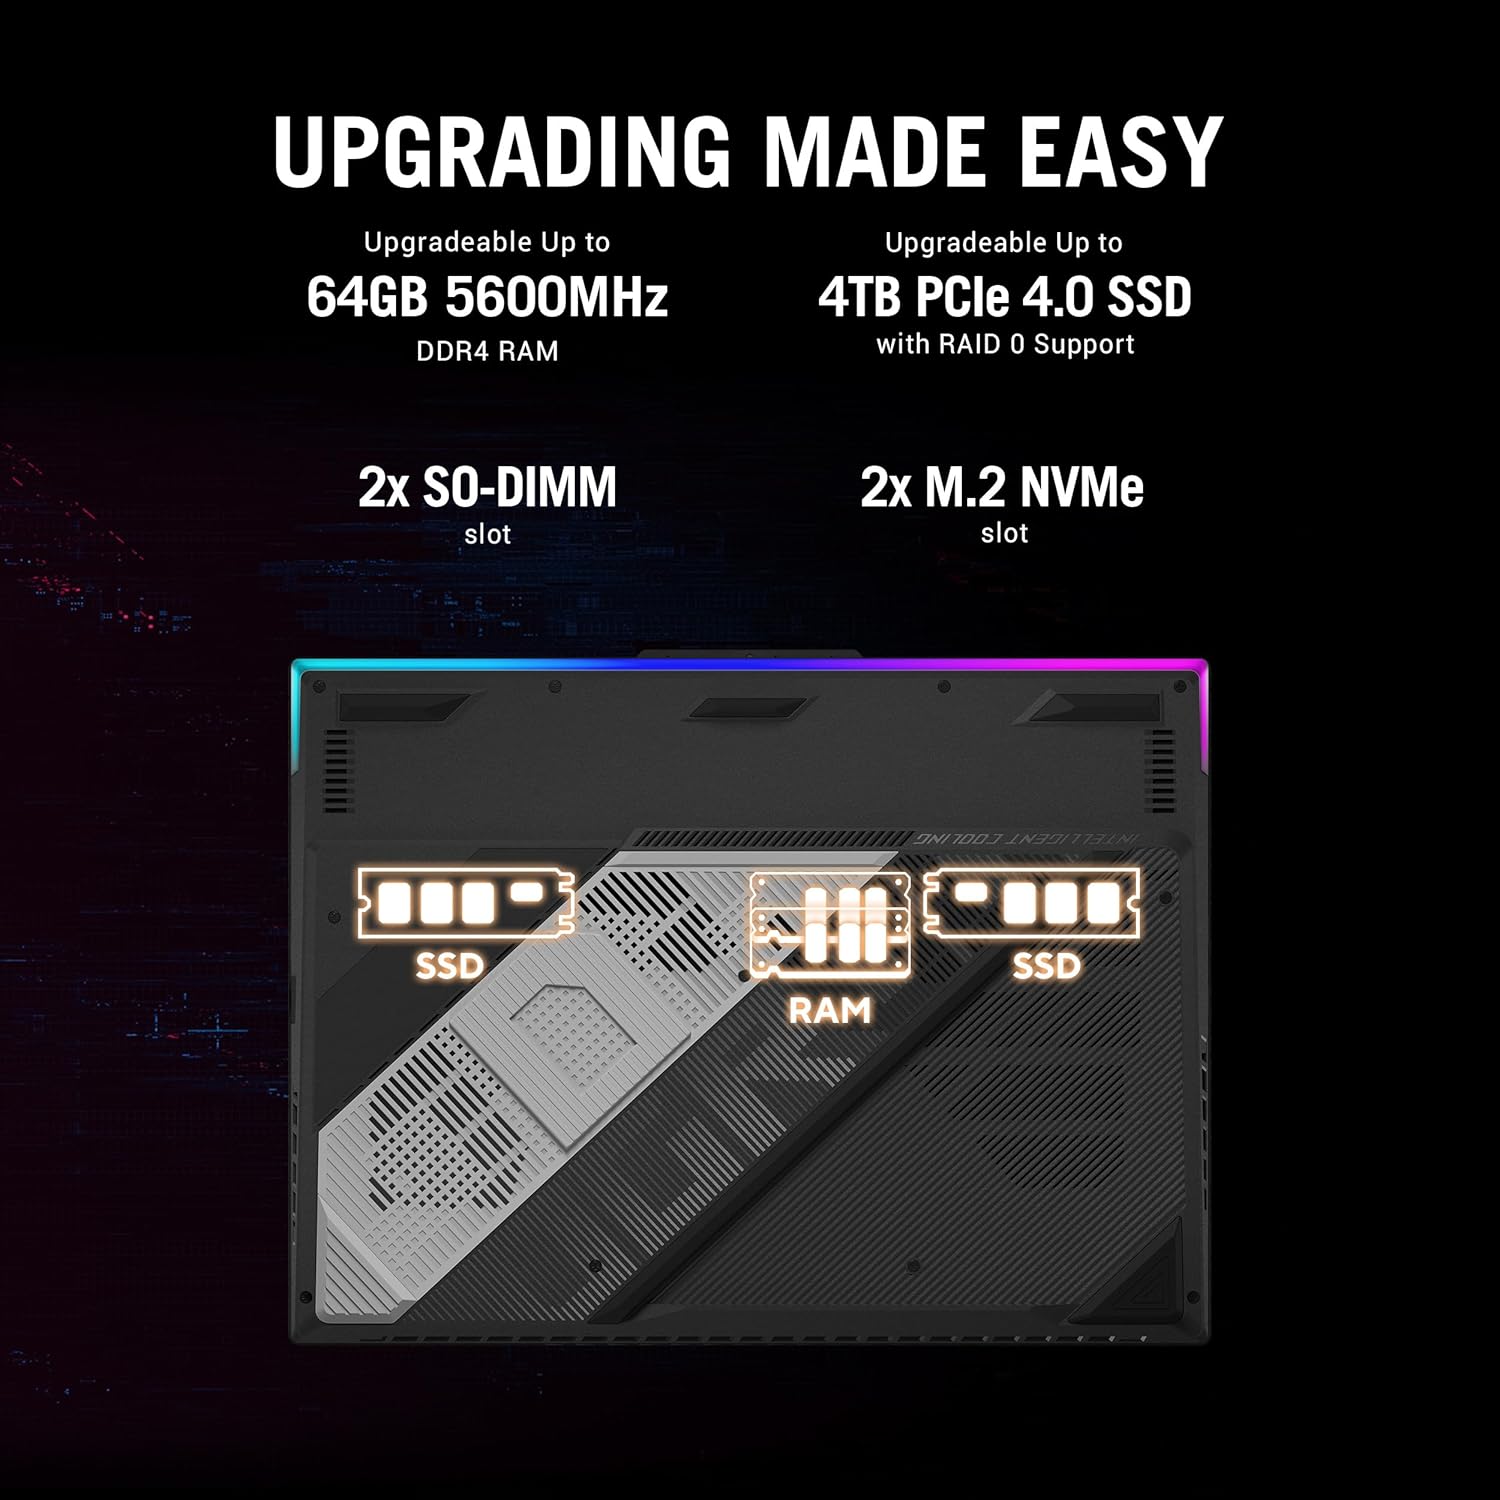 UPGRADING MADE EASY
Upgradeable Up to
64GB 5600MHz
DDR4 RAM
Upgradeable Up to
4TB PCIe 4.0 SSD
with RAID 0 Support
2x SO-DIMM
slot
2x M.2 NVMe
slot
INTELLIGENT COOLING
SSD
RAM
SSD